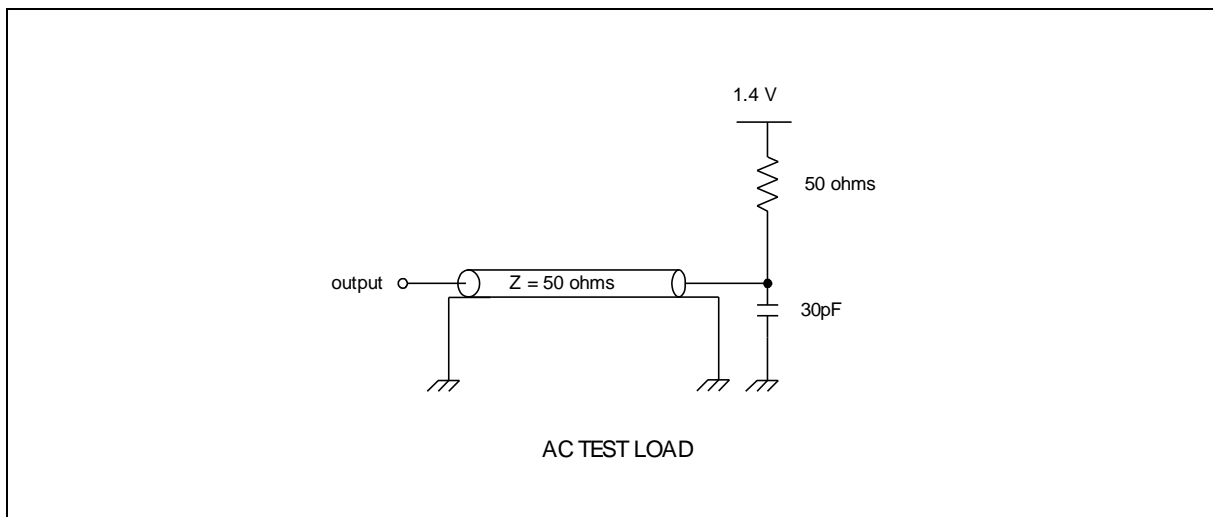 1.4 V
50 ohms
output
Z = 50 ohms
30pF
AC TEST LOAD